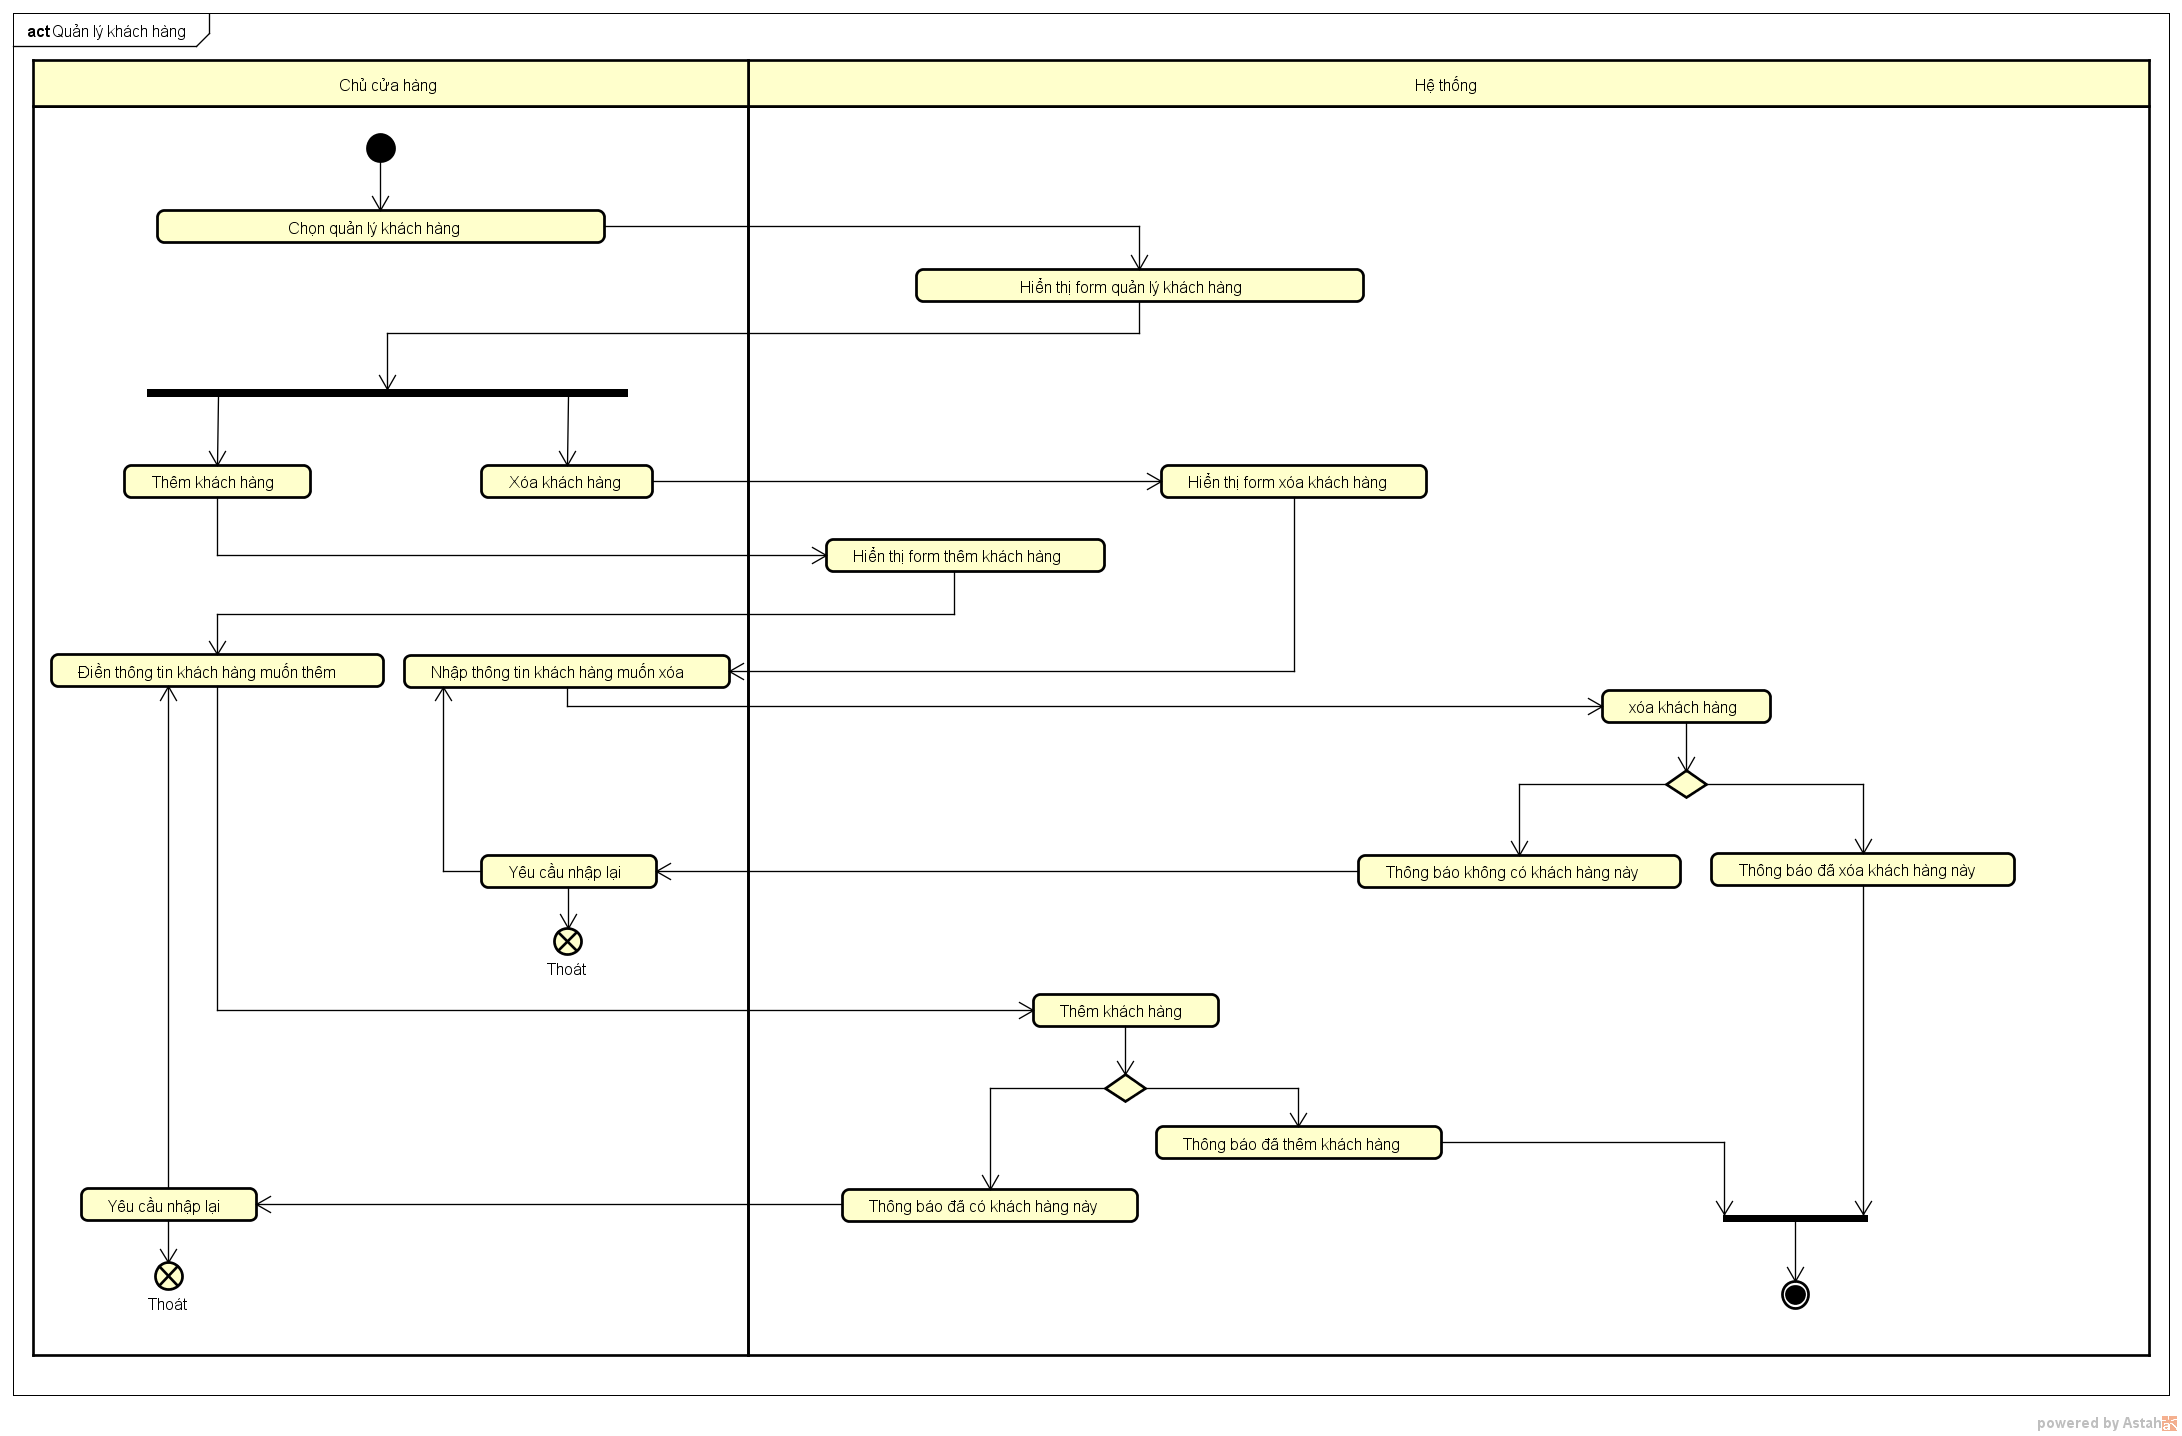 act Quản lý khách hàng
Chủ cửa hàng
Hệ thống
Chọn quản lý khách hàng
Hiển thị form quản lý khách hàng
Thêm khách hàng
Xóa khách hàng
Hiển thị form xóa khách hàng
Hiển thị form thêm khách hàng
Điền thông tin khách hàng muốn thêm
Nhập thông tin khách hàng muốn xóa
xóa khách hàng
Yêu cầu nhập lại
Thông báo không có khách hàng này
Thông báo đã xóa khách hàng này
Thoát
Thêm khách hàng
Thông báo đã thêm khách hàng
Yêu cầu nhập lại
Thông báo đã có khách hàng này
Thoát
powered by Astah